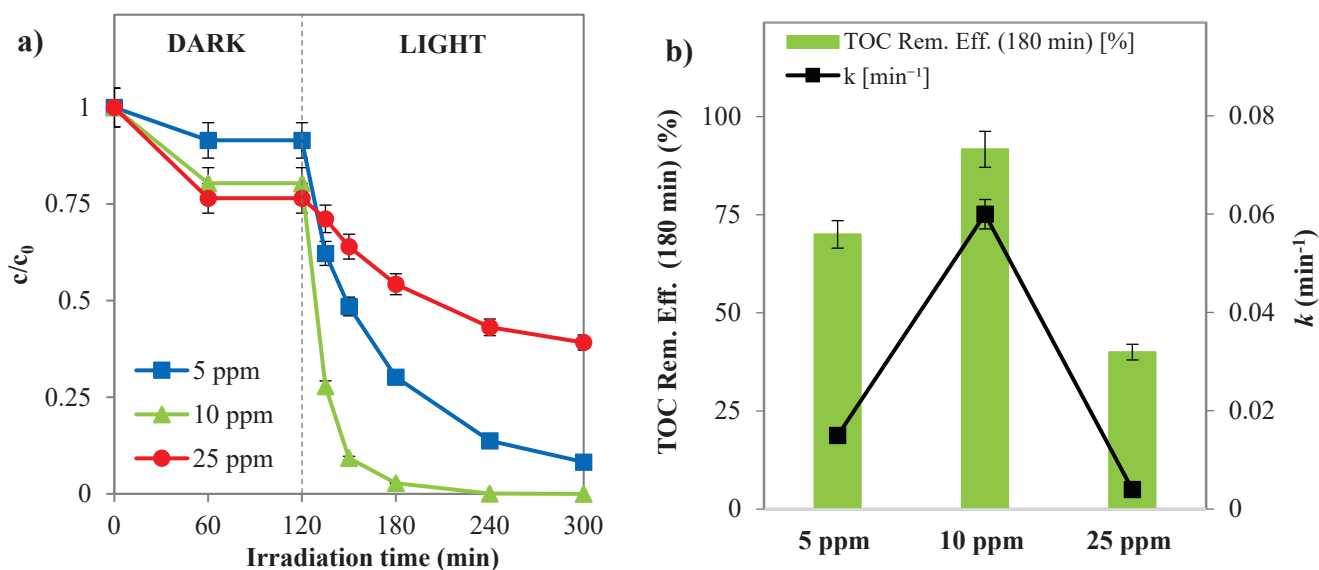 a)
DARK
LIGHT
1
0.75
0.5
0.25
0
c/c₀
5 ppm
10 ppm
25 ppm
0 60 120 180 240 300
Irradiation time (min)
b)
TOC Rem. Eff. (180 min) [%]
k [min⁻¹]
100
75
50
25
0
TOC Rem. Eff. (180 min) (%)
0.08
0.06
0.04
0.02
0
k (min⁻¹)
5 ppm 10 ppm 25 ppm